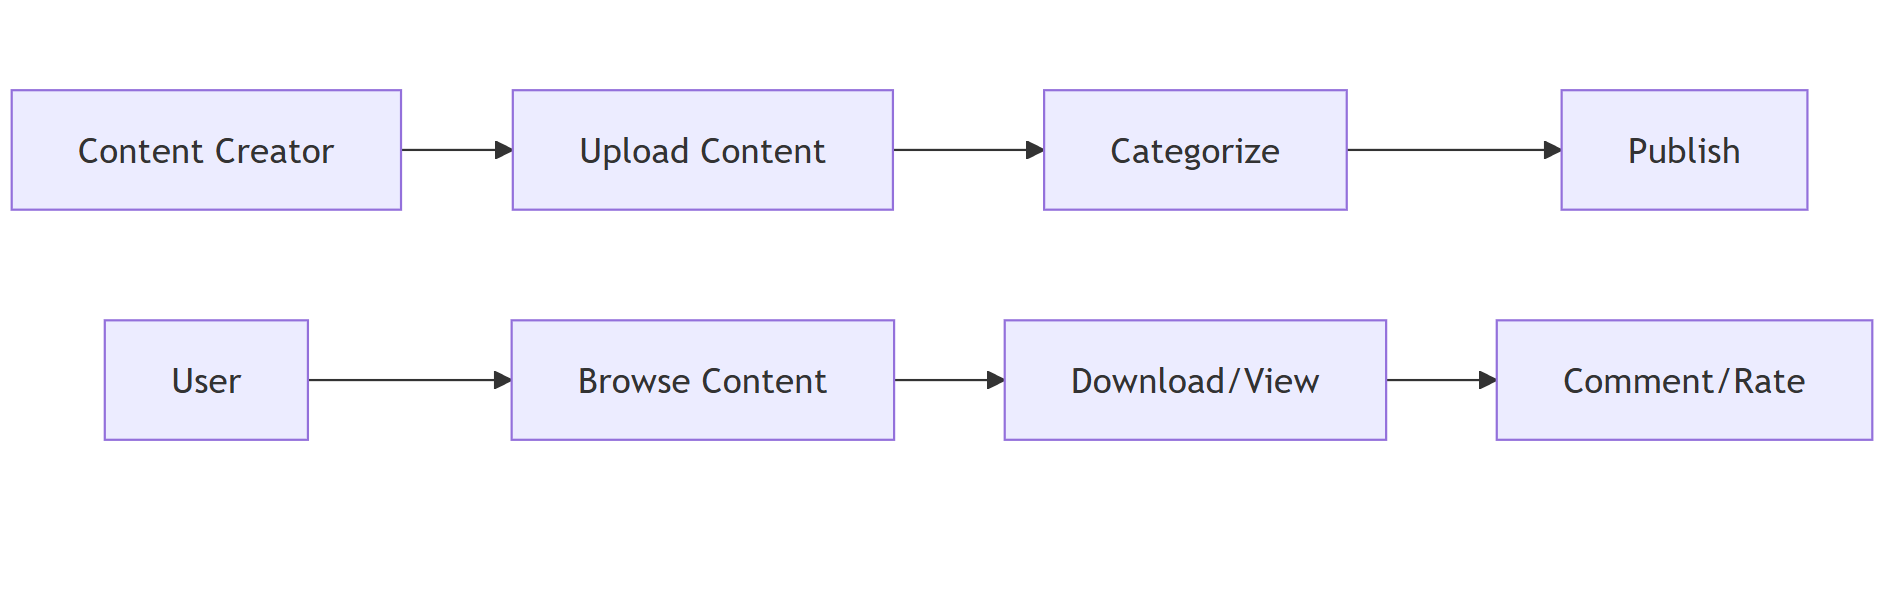 Content Creator
Upload Content
Categorize
Publish
User
Browse Content
Download/View
Comment/Rate